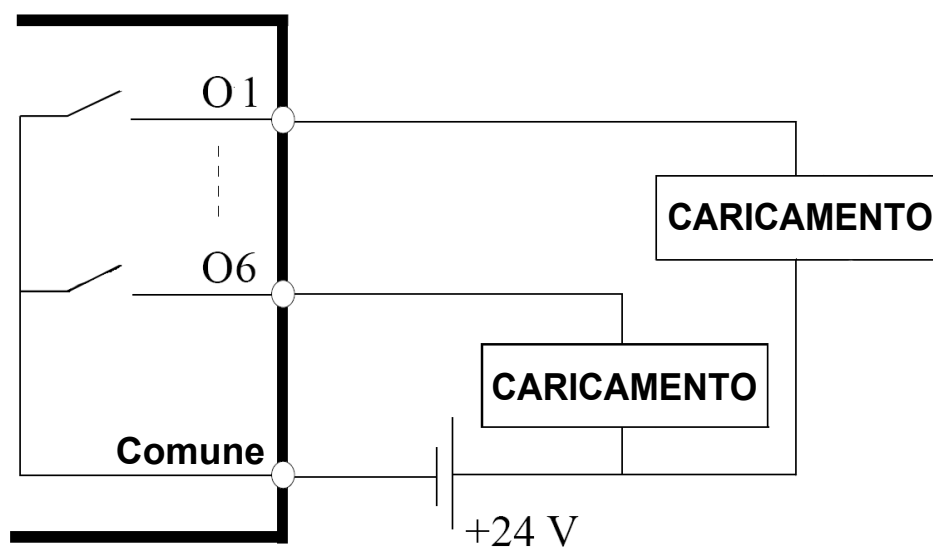 O1
CARICAMENTO
O6
CARICAMENTO
Comune
+24 V